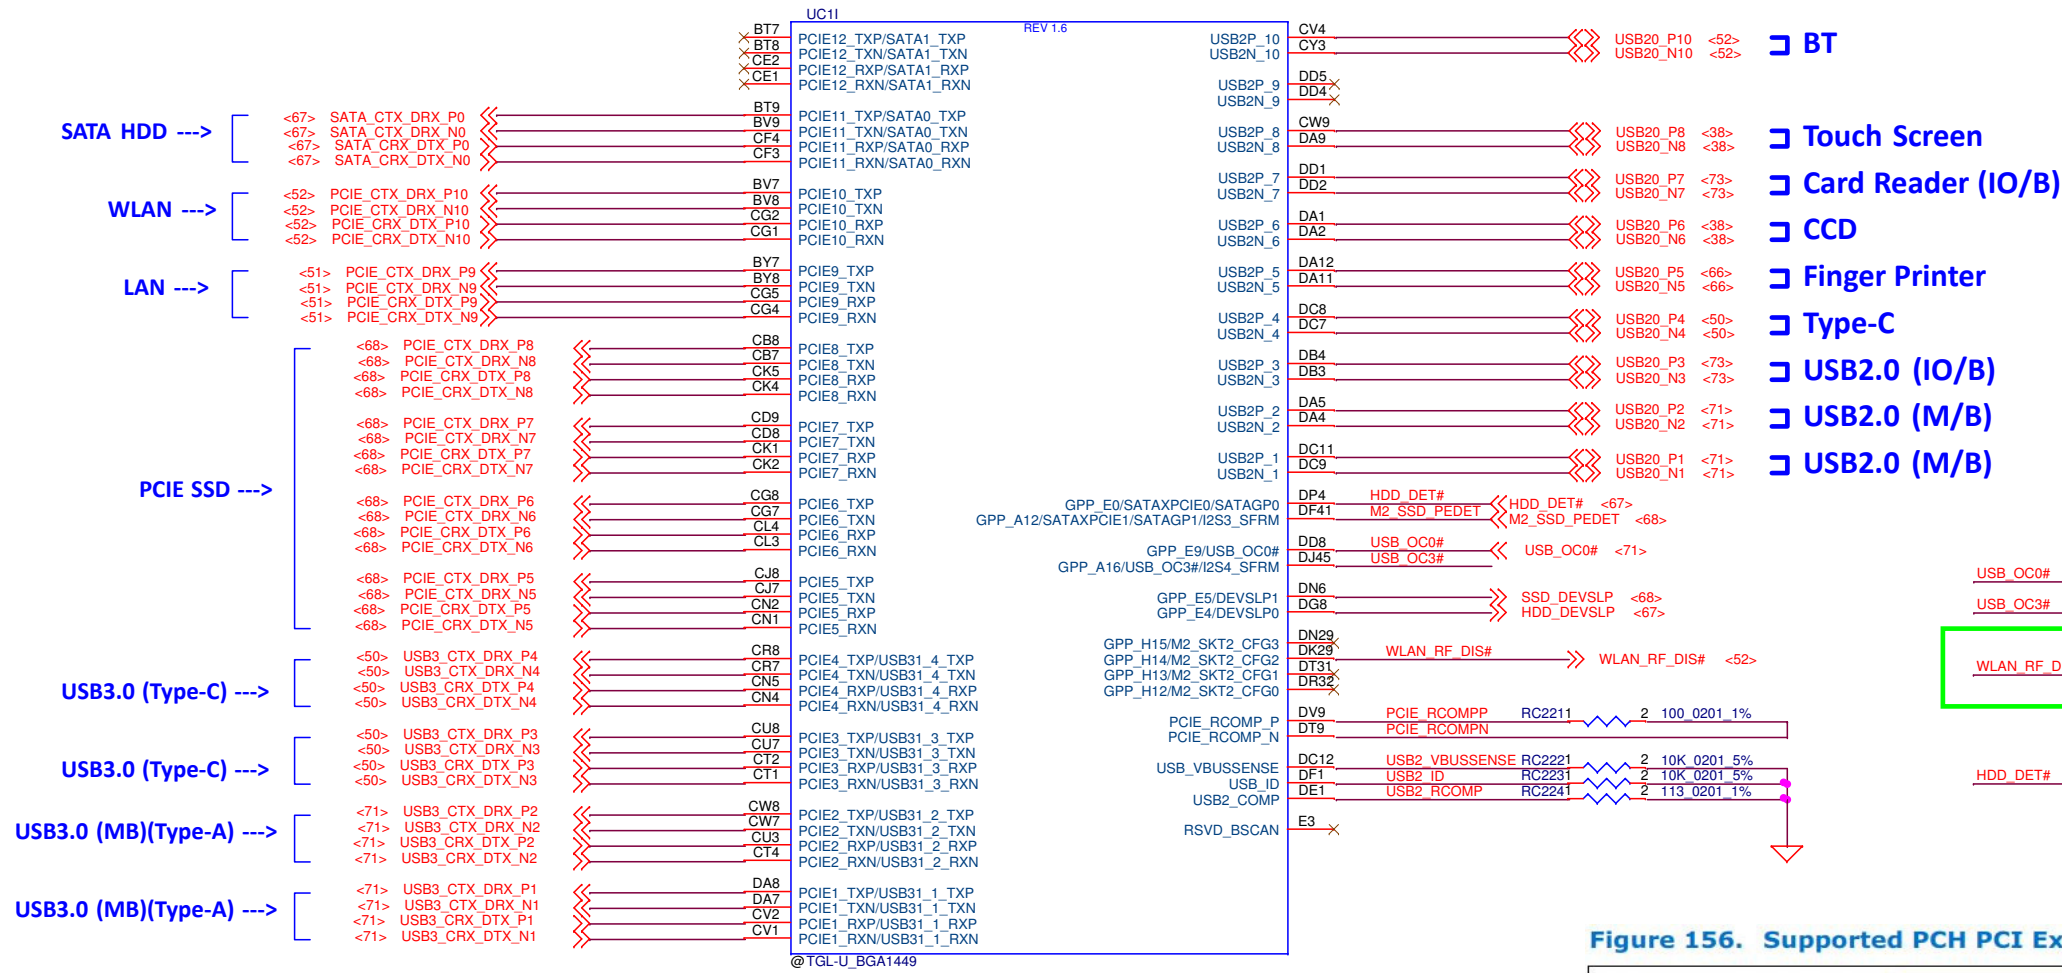 UC1I
REV 1.6
BT7 PCIE12_TXP/SATA1_TXP
BT8 PCIE12_TXN/SATA1_TXN
CE2 PCIE12_RXP/SATA1_RXP
CE1 PCIE12_RXN/SATA1_RXN
SATA HDD --->
<67> SATA_CTX_DRX_P0 BT9 PCIE11_TXP/SATA0_TXP
<67> SATA_CTX_DRX_N0 BV9 PCIE11_TXN/SATA0_TXN
<67> SATA_CRX_DTX_P0 CF4 PCIE11_RXP/SATA0_RXP
<67> SATA_CRX_DTX_N0 CF3 PCIE11_RXN/SATA0_RXN
WLAN --->
<52> PCIE_CTX_DRX_P10 BV7 PCIE10_TXP
<52> PCIE_CTX_DRX_N10 BV8 PCIE10_TXN
<52> PCIE_CRX_DTX_P10 CG2 PCIE10_RXP
<52> PCIE_CRX_DTX_N10 CG1 PCIE10_RXN
LAN --->
<51> PCIE_CTX_DRX_P9 BY7 PCIE9_TXP
<51> PCIE_CTX_DRX_N9 BY8 PCIE9_TXN
<51> PCIE_CRX_DTX_P9 CG5 PCIE9_RXP
<51> PCIE_CRX_DTX_N9 CG4 PCIE9_RXN
PCIE SSD --->
<68> PCIE_CTX_DRX_P8 CB8 PCIE8_TXP
<68> PCIE_CTX_DRX_N8 CB7 PCIE8_TXN
<68> PCIE_CRX_DTX_P8 CK5 PCIE8_RXP
<68> PCIE_CRX_DTX_N8 CK4 PCIE8_RXN
<68> PCIE_CTX_DRX_P7 CD9 PCIE7_TXP
<68> PCIE_CTX_DRX_N7 CD8 PCIE7_TXN
<68> PCIE_CRX_DTX_P7 CK1 PCIE7_RXP
<68> PCIE_CRX_DTX_N7 CK2 PCIE7_RXN
<68> PCIE_CTX_DRX_P6 CG8 PCIE6_TXP
<68> PCIE_CTX_DRX_N6 CG7 PCIE6_TXN
<68> PCIE_CRX_DTX_P6 CL4 PCIE6_RXP
<68> PCIE_CRX_DTX_N6 CL3 PCIE6_RXN
<68> PCIE_CTX_DRX_P5 CJ8 PCIE5_TXP
<68> PCIE_CTX_DRX_N5 CJ7 PCIE5_TXN
<68> PCIE_CRX_DTX_P5 CN2 PCIE5_RXP
<68> PCIE_CRX_DTX_N5 CN1 PCIE5_RXN
USB3.0 (Type-C) --->
<50> USB3_CTX_DRX_P4 CR8 PCIE4_TXP/USB31_4_TXP
<50> USB3_CTX_DRX_N4 CR7 PCIE4_TXN/USB31_4_TXN
<50> USB3_CRX_DTX_P4 CN5 PCIE4_RXP/USB31_4_RXP
<50> USB3_CRX_DTX_N4 CN4 PCIE4_RXN/USB31_4_RXN
USB3.0 (Type-C) --->
<50> USB3_CTX_DRX_P3 CU8 PCIE3_TXP/USB31_3_TXP
<50> USB3_CTX_DRX_N3 CU7 PCIE3_TXN/USB31_3_TXN
<50> USB3_CRX_DTX_P3 CT2 PCIE3_RXP/USB31_3_RXP
<50> USB3_CRX_DTX_N3 CT1 PCIE3_RXN/USB31_3_RXN
USB3.0 (MB)(Type-A) --->
<71> USB3_CTX_DRX_P2 CW8 PCIE2_TXP/USB31_2_TXP
<71> USB3_CTX_DRX_N2 CW7 PCIE2_TXN/USB31_2_TXN
<71> USB3_CRX_DTX_P2 CU3 PCIE2_RXP/USB31_2_RXP
<71> USB3_CRX_DTX_N2 CT4 PCIE2_RXN/USB31_2_RXN
USB3.0 (MB)(Type-A) --->
<71> USB3_CTX_DRX_P1 DA8 PCIE1_TXP/USB31_1_TXP
<71> USB3_CTX_DRX_N1 DA7 PCIE1_TXN/USB31_1_TXN
<71> USB3_CRX_DTX_P1 CV2 PCIE1_RXP/USB31_1_RXP
<71> USB3_CRX_DTX_N1 CV1 PCIE1_RXN/USB31_1_RXN
@ TGL-U_BGA1449
USB2P_10 CV4 USB20_P10 <52>
USB2N_10 CY3 USB20_N10 <52>
BT
USB2P_9 DD5
USB2N_9 DD4
USB2P_8 CW9 USB20_P8 <38>
USB2N_8 DA9 USB20_N8 <38>
Touch Screen
USB2P_7 DD1 USB20_P7 <73>
USB2N_7 DD2 USB20_N7 <73>
Card Reader (IO/B)
USB2P_6 DA1 USB20_P6 <38>
USB2N_6 DA2 USB20_N6 <38>
CCD
USB2P_5 DA12 USB20_P5 <66>
USB2N_5 DA11 USB20_N5 <66>
Finger Printer
USB2P_4 DC8 USB20_P4 <50>
USB2N_4 DC7 USB20_N4 <50>
Type-C
USB2P_3 DB4 USB20_P3 <73>
USB2N_3 DB3 USB20_N3 <73>
USB2.0 (IO/B)
USB2P_2 DA5 USB20_P2 <71>
USB2N_2 DA4 USB20_N2 <71>
USB2.0 (M/B)
USB2P_1 DC11 USB20_P1 <71>
USB2N_1 DC9 USB20_N1 <71>
USB2.0 (M/B)
GPP_E0/SATAXPCIE0/SATAGP0 DP4 HDD_DET# HDD_DET# <67>
GPP_A12/SATAXPCIE1/SATAGP1/I2S3_SFRM DF41 M2_SSD_PEDET M2_SSD_PEDET <68>
GPP_E9/USB_OC0# DD8 USB_OC0# USB_OC0# <71>
GPP_A16/USB_OC3#/I2S4_SFRM DJ45 USB_OC3#
GPP_E5/DEVSLP1 DN6 SSD_DEVSLP <68>
GPP_E4/DEVSLP0 DG8 HDD_DEVSLP <67>
GPP_H15/M2_SKT2_CFG3 DN29
GPP_H14/M2_SKT2_CFG2 DK29 WLAN_RF_DIS# WLAN_RF_DIS# <52>
GPP_H13/M2_SKT2_CFG1 DT31
GPP_H12/M2_SKT2_CFG0 DR32
PCIE_RCOMP_P DV9 PCIE_RCOMPP RC221 1 2 100_0201_1%
PCIE_RCOMP_N DT9 PCIE_RCOMPN
USB_VBUSSENSE DC12 USB2_VBUSSENSE RC222 1 2 10K_0201_5%
USB_ID DF1 USB2_ID RC223 1 2 10K_0201_5%
USB2_COMP DE1 USB2_RCOMP RC224 1 2 113_0201_1%
RSVD_BSCAN E3
USB_OC0#
USB_OC3#
WLAN_RF_D
HDD_DET#
Figure 156. Supported PCH PCI Ex